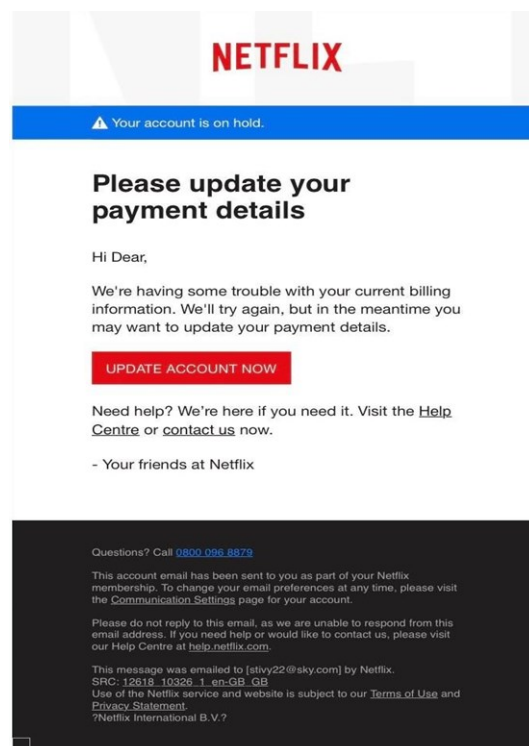 NETFLIX
Your account is on hold.
Please update your
payment details
Hi Dear,
We're having some trouble with your current billing
information. We'll try again, but in the meantime you
may want to update your payment details.
UPDATE ACCOUNT NOW
Need help? We're here if you need it. Visit the Help
Centre or contact us now.
- Your friends at Netflix
Questions? Call 0800 096 8879
This account email has been sent to you as part of your Netflix
membership. To change your email preferences at any time, please visit
the Communication Settings page for your account.
Please do not reply to this email, as we are unable to respond from this
email address. If you need help or would like to contact us, please visit
our Help Centre at help.netflix.com.
This message was emailed to [stivy22@sky.com] by Netflix.
SRC: 12618_10326_1_en-GB_GB
Use of the Netflix service and website is subject to our Terms of Use and
Privacy Statement.
?Netflix International B.V.?